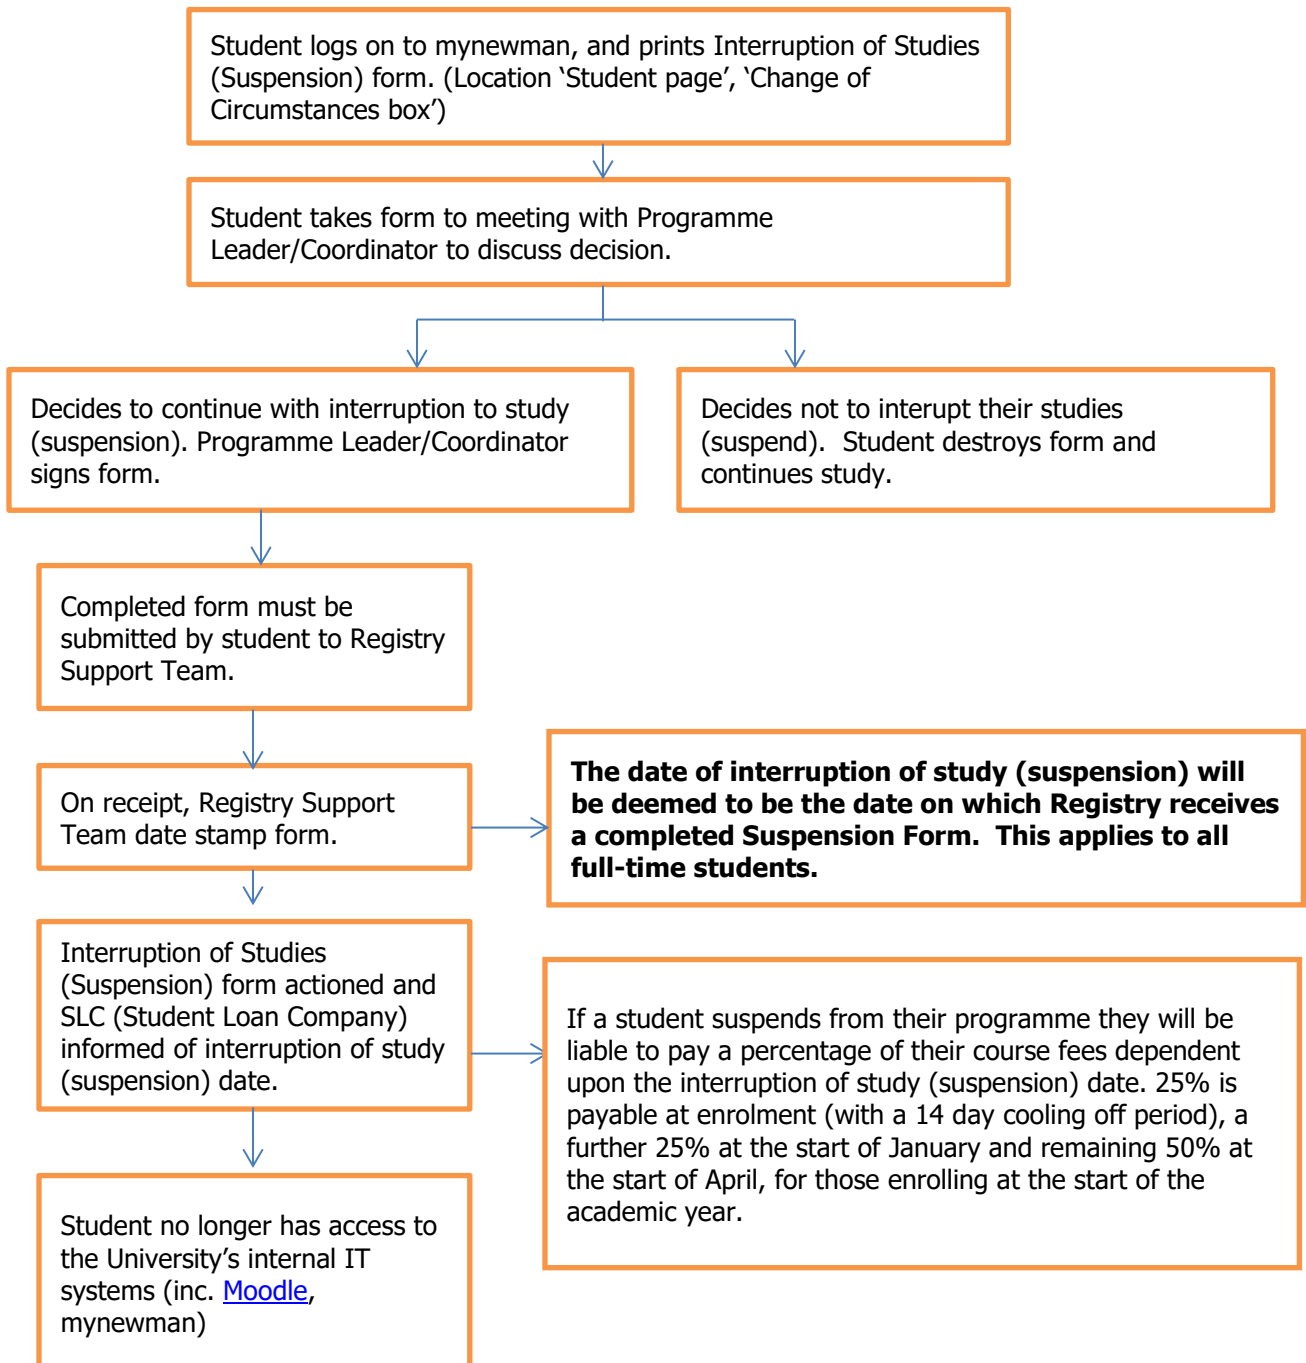 Student logs on to mynewman, and prints Interruption of Studies
(Suspension) form. (Location ‘Student page’, ‘Change of
Circumstances box’)
Student takes form to meeting with Programme
Leader/Coordinator to discuss decision.
Decides to continue with interruption to study
(suspension). Programme Leader/Coordinator
signs form.
Decides not to interupt their studies
(suspend).  Student destroys form and
continues study.
Completed form must be
submitted by student to Registry
Support Team.
On receipt, Registry Support
Team date stamp form.
The date of interruption of study (suspension) will
be deemed to be the date on which Registry receives
a completed Suspension Form.  This applies to all
full-time students.
Interruption of Studies
(Suspension) form actioned and
SLC (Student Loan Company)
informed of interruption of study
(suspension) date.
If a student suspends from their programme they will be
liable to pay a percentage of their course fees dependent
upon the interruption of study (suspension) date. 25% is
payable at enrolment (with a 14 day cooling off period), a
further 25% at the start of January and remaining 50% at
the start of April, for those enrolling at the start of the
academic year.
Student no longer has access to
the University’s internal IT
systems (inc. Moodle,
mynewman)